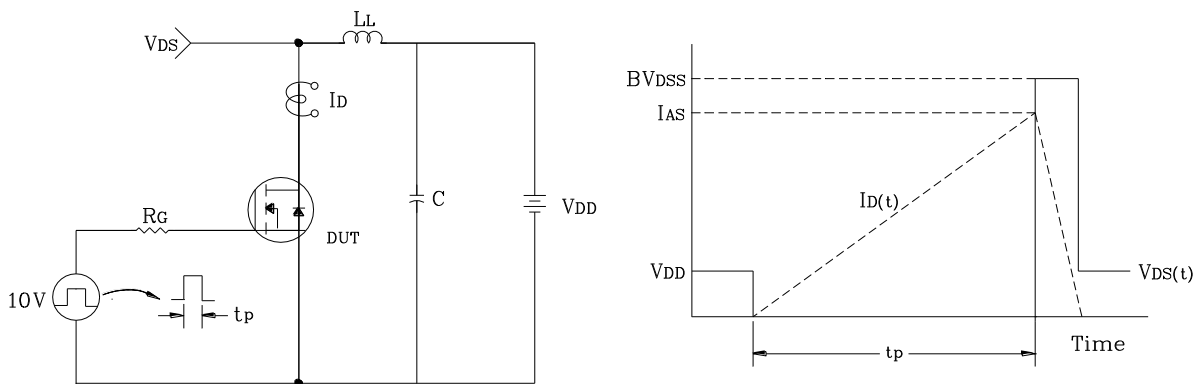 VDS
LL
ID
RG
DUT
C
VDD
10V
tp
BVDSS
IAS
ID(t)
VDD
VDS(t)
Time
tp